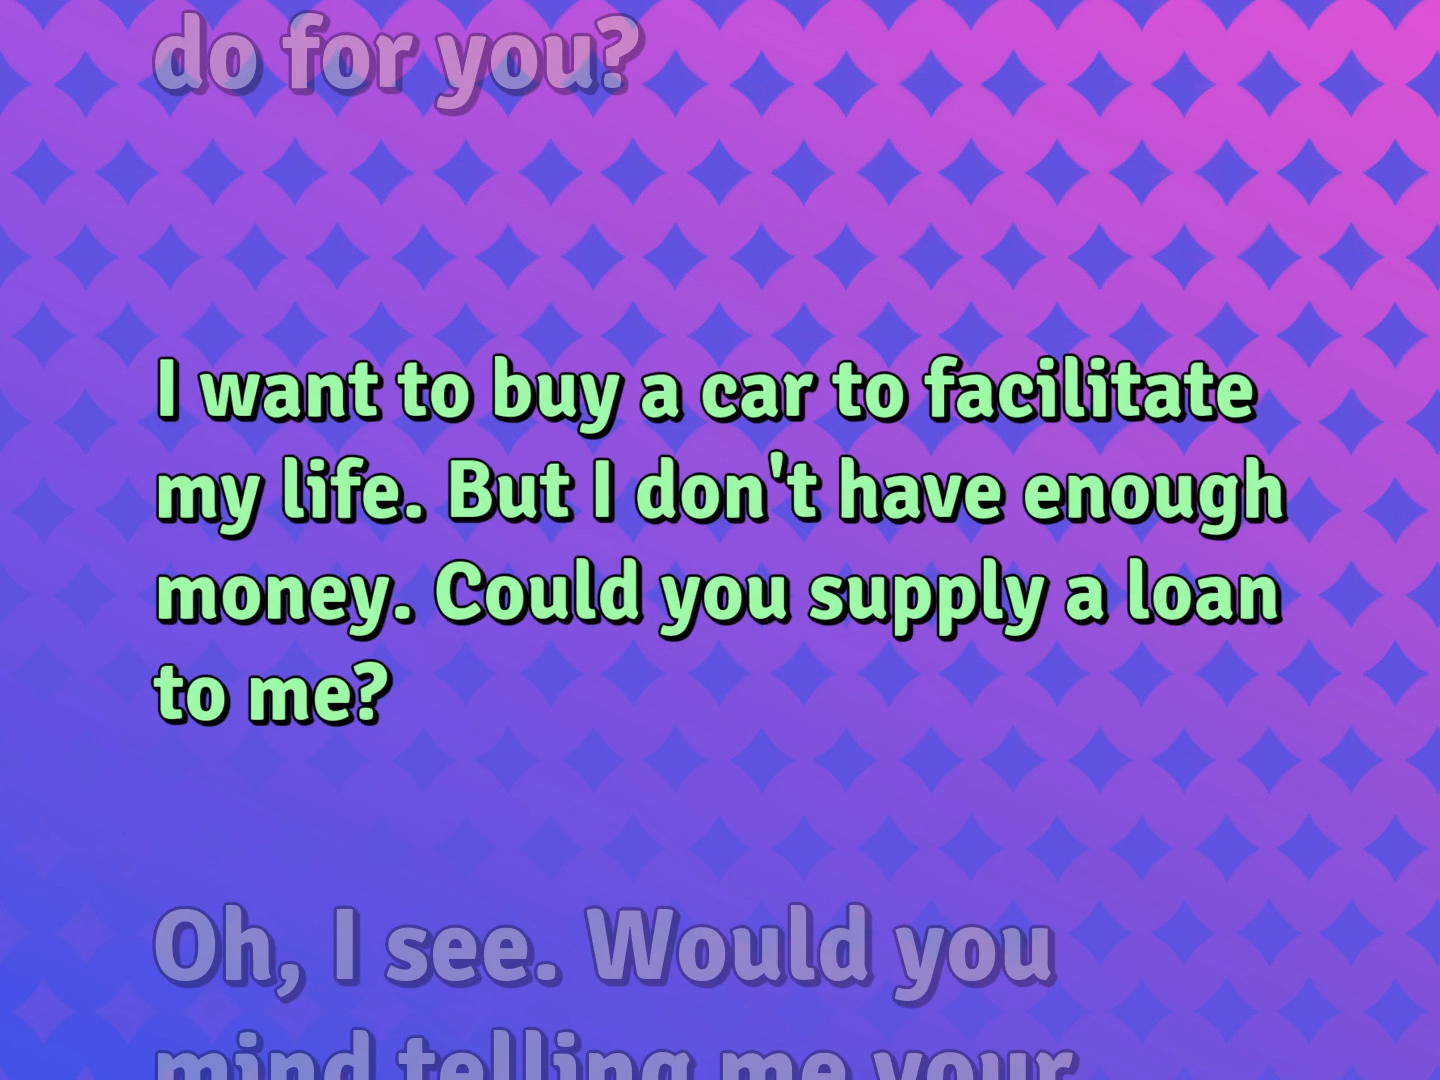 do for you?
I want to buy a car to facilitate
my life. But I don't have enough
money. Could you supply a loan
to me?
Oh, I see. Would you
mind telling me your